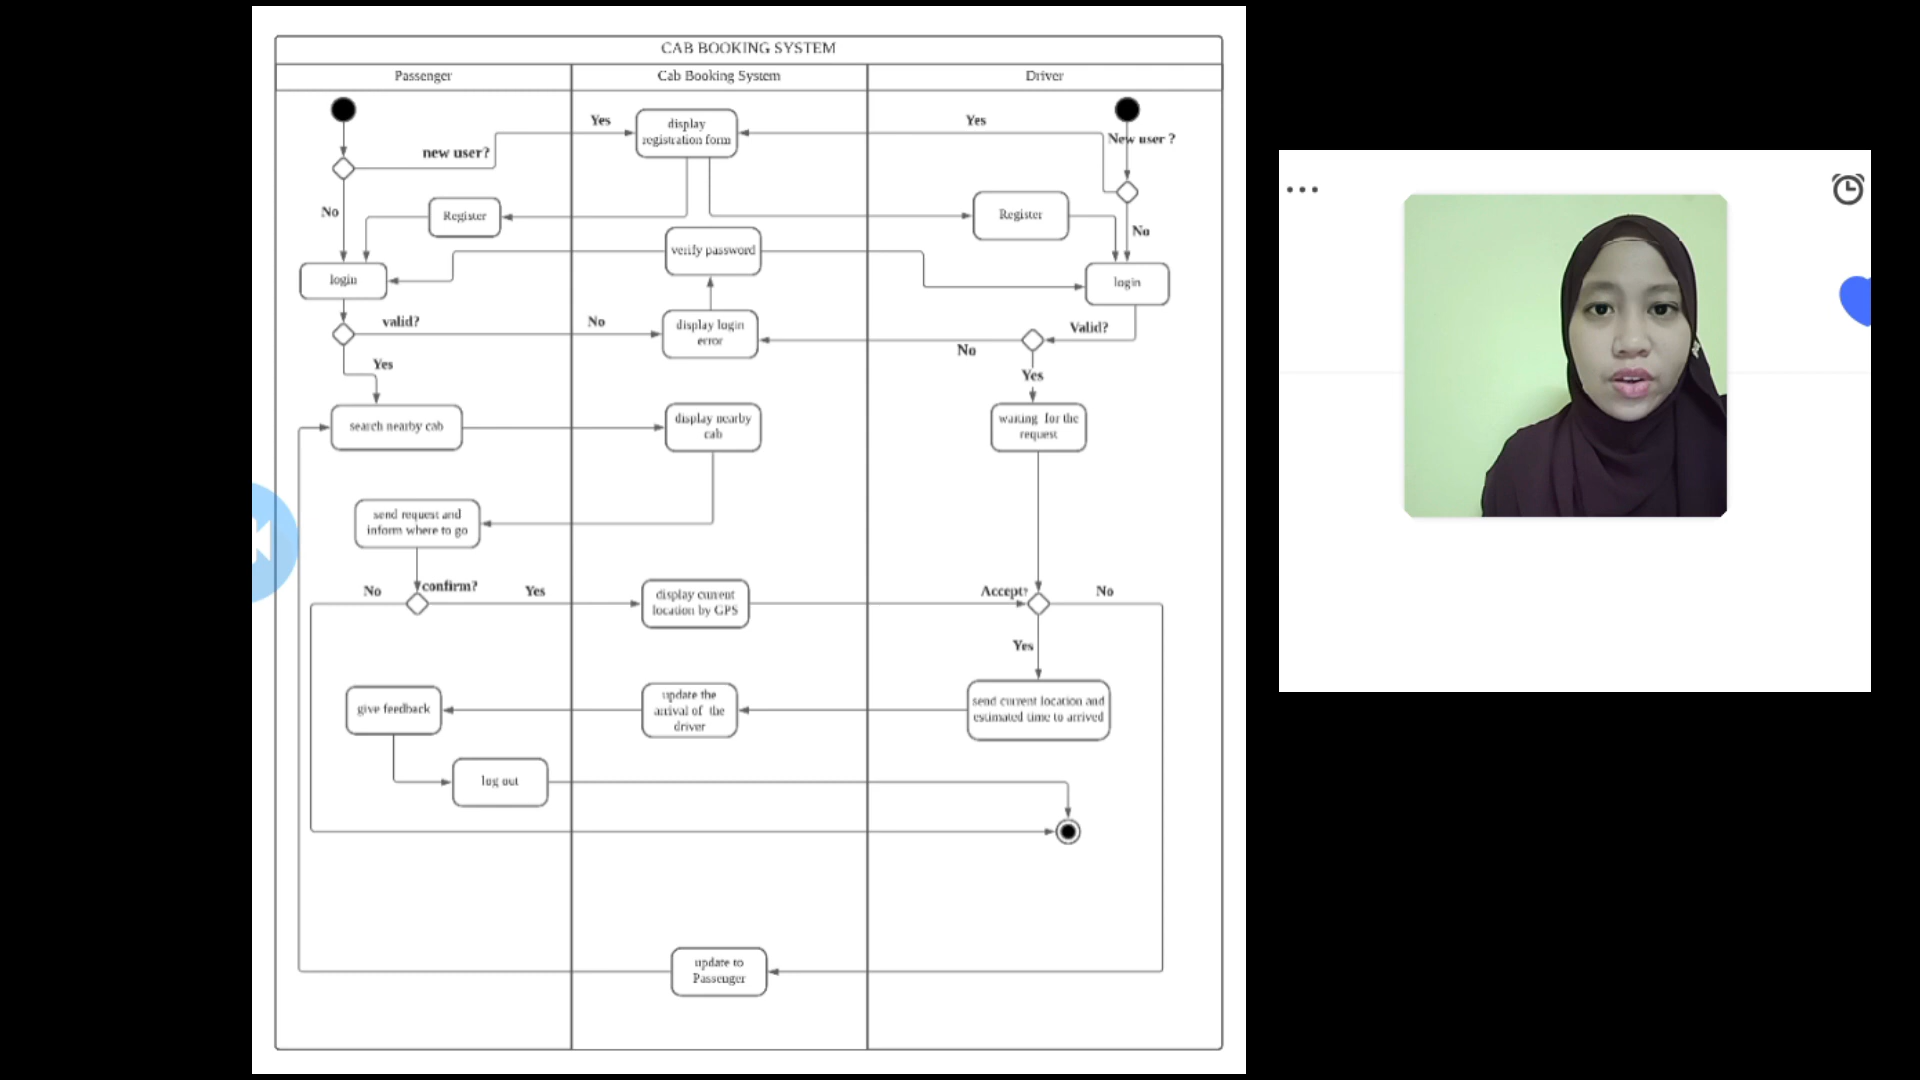 CAB BOOKING SYSTEM
Passenger
Cab Booking System
Driver
Yes
display
registration form
Yes
New user ?
new user?
No
Register
Register
No
verify password
login
login
valid?
No
display login
error
Valid?
No
Yes
Yes
search nearby cab
display nearby
cab
waiting for the
request
send request and
inform where to go
No
confirm?
Yes
display current
location by GPS
Accept?
No
Yes
give feedback
update the
arrival of the
driver
send current location and
estimated time to arrived
log out
update to
Passenger